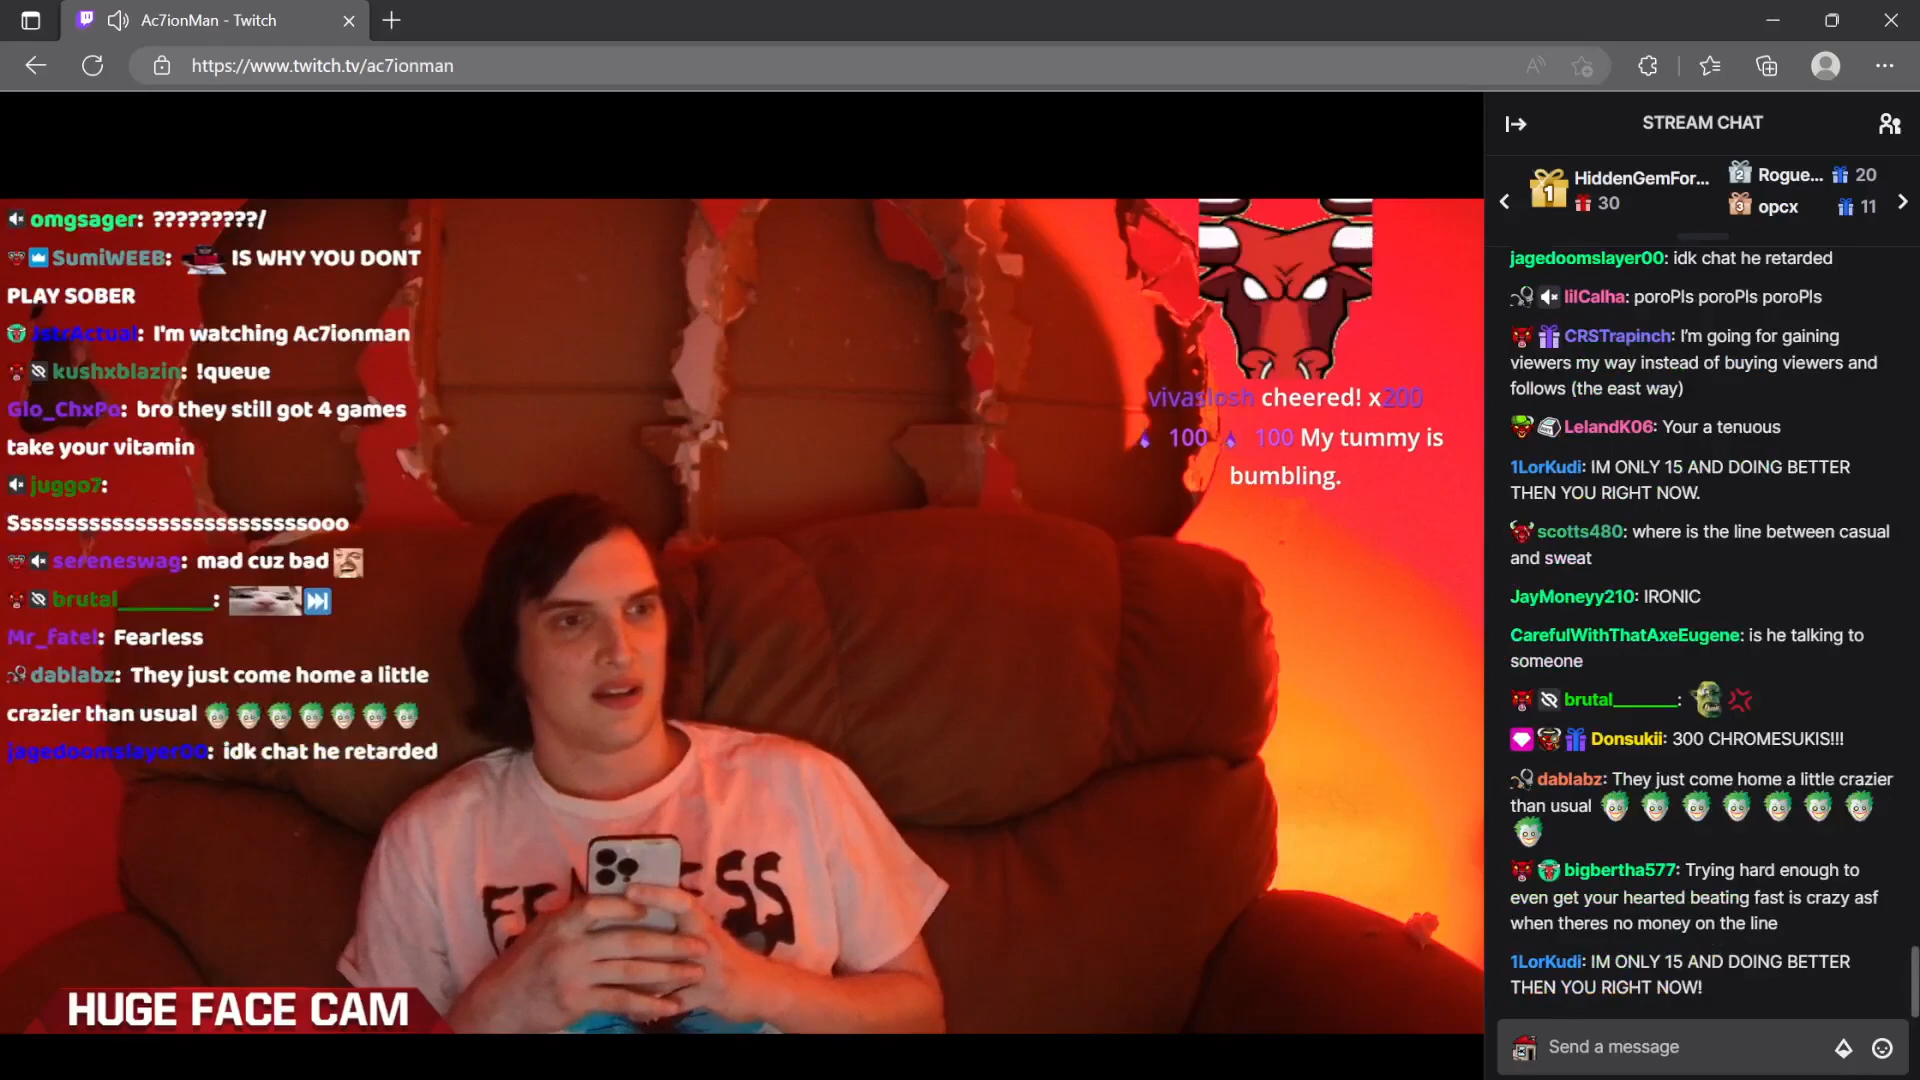 Ac7ionMan - Twitch
https://www.twitch.tv/ac7ionman
omgsager: ?????????/
SumiWEEB: IS WHY YOU DONT
PLAY SOBER
JstrActual: I'm watching Ac7ionman
kushxblazin: !queue
Glo_ChxPo: bro they still got 4 games
take your vitamin
juggo7:
Sssssssssssssssssssssssssooo
sereneswag: mad cuz bad
brutal________:
Mr_fatel: Fearless
dablabz: They just come home a little
crazier than usual
jagedoomslayer00: idk chat he retarded
vivaslosh cheered! x200
100 100 My tummy is
bumbling.
HUGE FACE CAM
STREAM CHAT
1 HiddenGemFor...
30
2 Rogue... 20
3 opcx 11
jagedoomslayer00: idk chat he retarded
lilCalha: poroPls poroPls poroPls
CRSTrapinch: I'm going for gaining
viewers my way instead of buying viewers and
follows (the east way)
LelandK06: Your a tenuous
1LorKudi: IM ONLY 15 AND DOING BETTER
THEN YOU RIGHT NOW.
scotts480: where is the line between casual
and sweat
JayMoneyy210: IRONIC
CarefulWithThatAxeEugene: is he talking to
someone
brutal________:
Donsukii: 300 CHROMESUKIS!!!
dablabz: They just come home a little crazier
than usual
bigbertha577: Trying hard enough to
even get your hearted beating fast is crazy asf
when theres no money on the line
1LorKudi: IM ONLY 15 AND DOING BETTER
THEN YOU RIGHT NOW!
Send a message